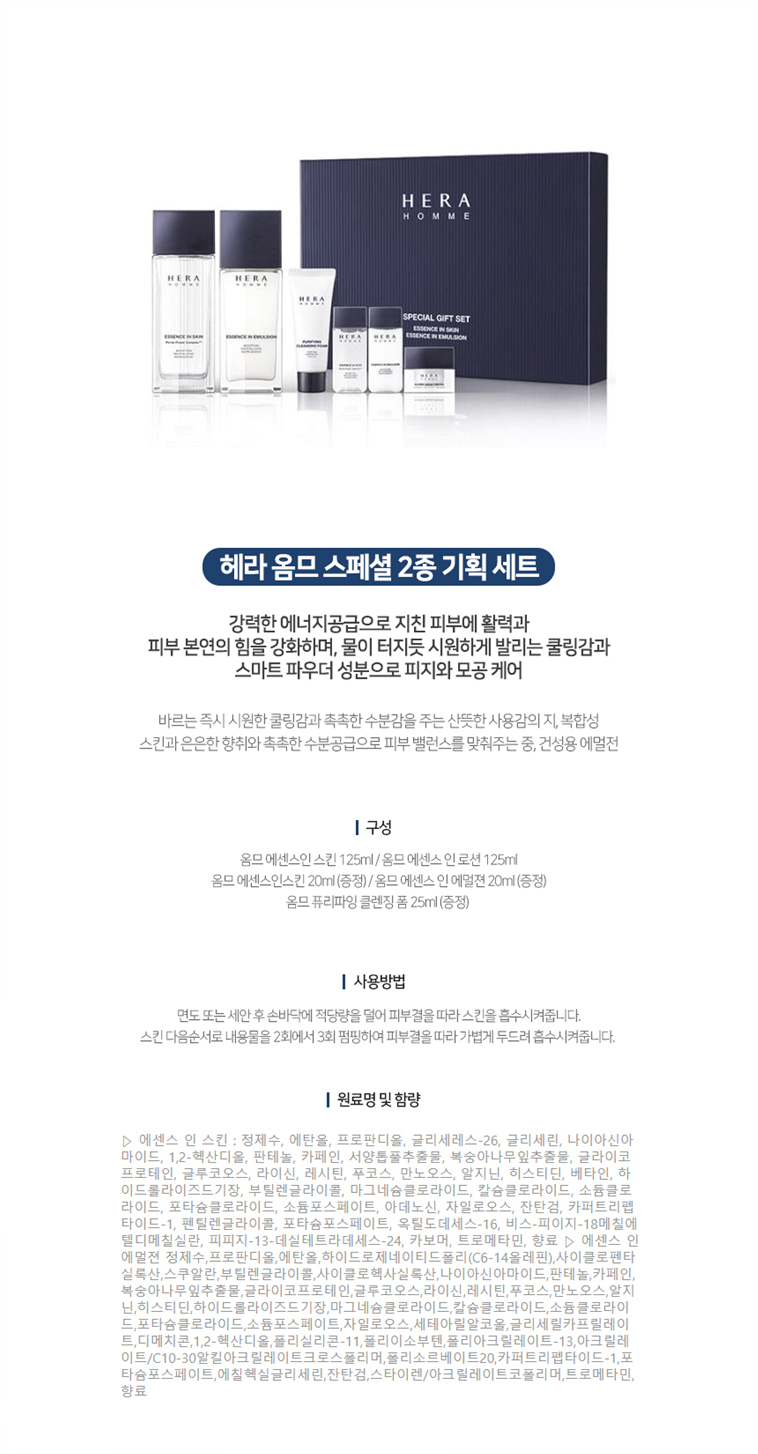 HERA
HOMME
SPECIAL GIFT SET
ESSENCE IN SKIN
ESSENCE IN EMULSION
HERA
HOMME
ESSENCE IN SKIN
HERA
HOMME
ESSENCE IN EMULSION
HERA
HOMME
PURIFYING
CLEANSING FOAM
HERA
HOMME
ESSENCE IN SKIN
HERA
HOMME
ESSENCE IN EMULSION
HERA
HOMME
헤라 옴므 스페셜 2종 기획 세트
강력한 에너지공급으로 지친 피부에 활력과
피부 본연의 힘을 강화하며, 물이 터지듯 시원하게 발리는 쿨링감과
스마트 파우더 성분으로 피지와 모공 케어
바르는 즉시 시원한 쿨링감과 촉촉한 수분감을 주는 산뜻한 사용감의 지, 복합성
스킨과 은은한 향취와 촉촉한 수분공급으로 피부 밸런스를 맞춰주는 중, 건성용 에멀전
구성
옴므 에센스인 스킨 125ml / 옴므 에센스 인 로션 125ml
옴므 에센스인스킨 20ml (증정) / 옴므 에센스 인 에멀젼 20ml (증정)
옴므 퓨리파잉 클렌징 폼 25ml (증정)
사용방법
면도 또는 세안 후 손바닥에 적당량을 덜어 피부결을 따라 스킨을 흡수시켜줍니다.
스킨 다음순서로 내용물을 2회에서 3회 펌핑하여 피부결을 따라 가볍게 두드려 흡수시켜줍니다.
원료명 및 함량
▷ 에센스 인 스킨 : 정제수, 에탄올, 프로판디올, 글리세레스-26, 글리세린, 나이아신아
마이드, 1,2-헥산디올, 판테놀, 카페인, 서양톱풀추출물, 복숭아나무잎추출물, 글라이코
프로테인, 글루코오스, 라이신, 레시틴, 푸코스, 만노오스, 알지닌, 히스티딘, 베타인, 하
이드롤라이즈드기장, 부틸렌글라이콜, 마그네슘클로라이드, 칼슘클로라이드, 소듐클로
라이드, 포타슘클로라이드, 소듐포스페이트, 아데노신, 자일로오스, 잔탄검, 카퍼트리펩
타이드-1, 펜틸렌글라이콜, 포타슘포스페이트, 옥틸도데세스-16, 비스-피이지-18메칠에
텔디메칠실란, 피피지-13-데실테트라데세스-24, 카보머, 트로메타민, 향료 ▷ 에센스 인
에멀젼 정제수,프로판디올,에탄올,하이드로제네이티드폴리(C6-14올레핀),사이클로펜타
실록산,스쿠알란,부틸렌글라이콜,사이클로헥사실록산,나이아신아마이드,판테놀,카페인,
복숭아나무잎추출물,글라이코프로테인,글루코오스,라이신,레시틴,푸코스,만노오스,알지
닌,히스티딘,하이드롤라이즈드기장,마그네슘클로라이드,칼슘클로라이드,소듐클로라이
드,포타슘클로라이드,소듐포스페이트,자일로오스,세테아릴알코올,글리세릴카프릴레이
트,디메치콘,1,2-헥산디올,폴리실리콘-11,폴리이소부텐,폴리아크릴레이트-13,아크릴레
이트/C10-30알킬아크릴레이트크로스폴리머,폴리소르베이트20,카퍼트리펩타이드-1,포
타슘포스페이트,에칠헥실글리세린,잔탄검,스타이렌/아크릴레이트코폴리머,트로메타민,
향료